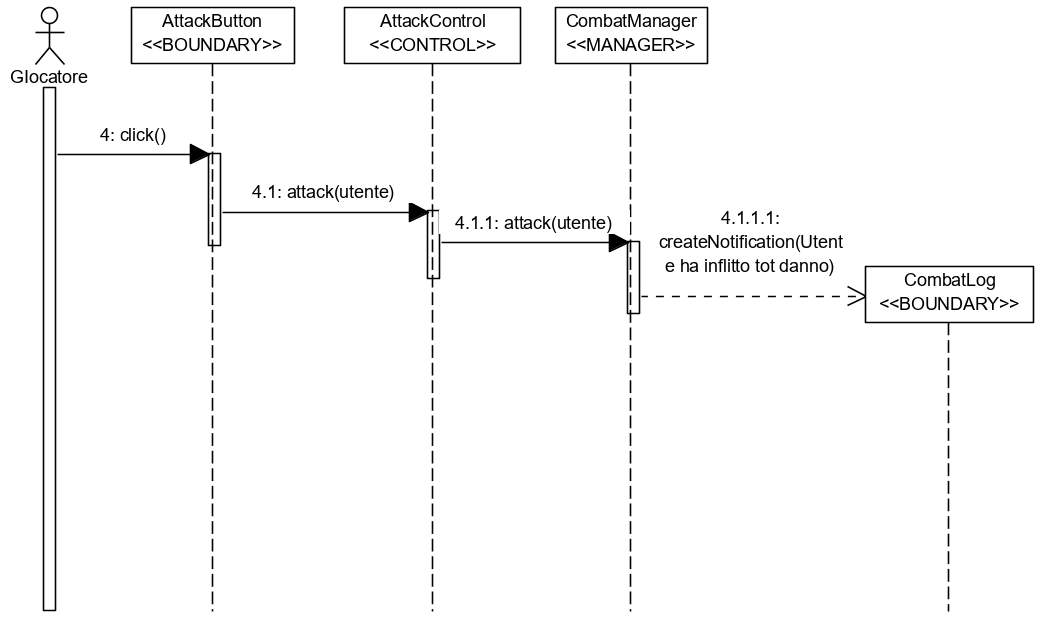 AttackButton
<<BOUNDARY>>
AttackControl
<<CONTROL>>
CombatManager
<<MANAGER>>
GIocatore
4: click()
4.1: attack(utente)
4.1.1: attack(utente)
4.1.1.1:
createNotification(Utent
e ha inflitto tot danno)
CombatLog
<<BOUNDARY>>